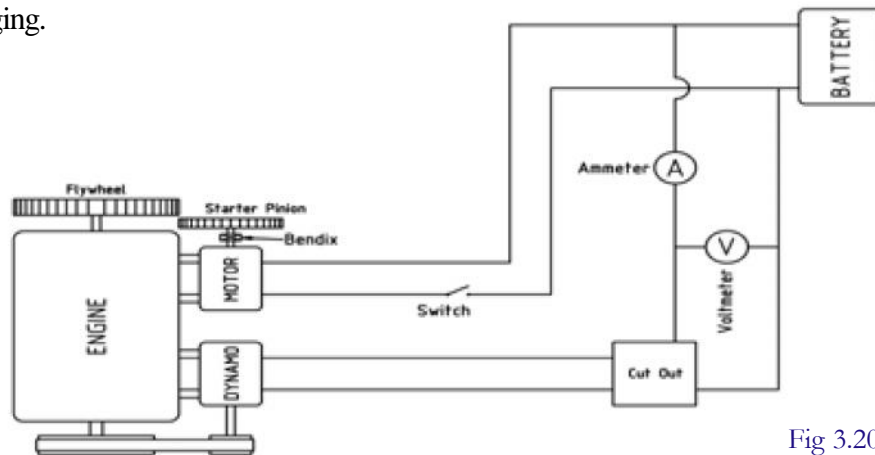 ging.
BATTERY
Ammeter
A
Flywheel
Starter Pinion
Bendix
MOTOR
V
Voltmeter
Switch
ENGINE
DYNAMO
Cut Out
Fig 3.20